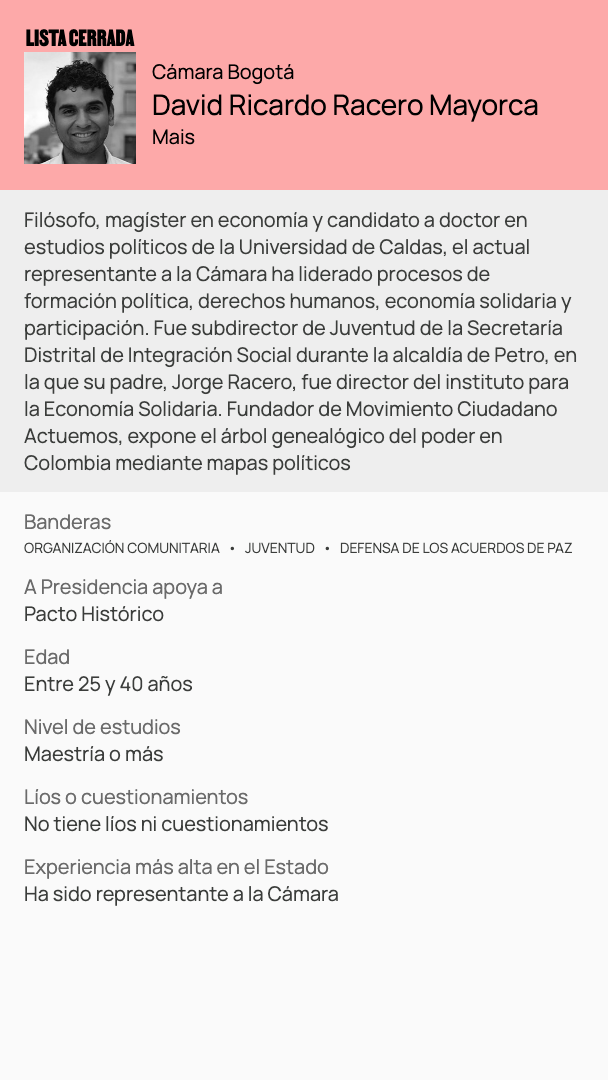 LISTA CERRADA
Cámara Bogotá
David Ricardo Racero Mayorca
Mais
Filósofo, magíster en economía y candidato a doctor en
estudios políticos de la Universidad de Caldas, el actual
representante a la Cámara ha liderado procesos de
formación política, derechos humanos, economía solidaria y
participación. Fue subdirector de Juventud de la Secretaría
Distrital de Integración Social durante la alcaldía de Petro, en
la que su padre, Jorge Racero, fue director del instituto para
la Economía Solidaria. Fundador de Movimiento Ciudadano
Actuemos, expone el árbol genealógico del poder en
Colombia mediante mapas políticos
Banderas
ORGANIZACIÓN COMUNITARIA • JUVENTUD • DEFENSA DE LOS ACUERDOS DE PAZ
A Presidencia apoya a
Pacto Histórico
Edad
Entre 25 y 40 años
Nivel de estudios
Maestría o más
Líos o cuestionamientos
No tiene líos ni cuestionamientos
Experiencia más alta en el Estado
Ha sido representante a la Cámara